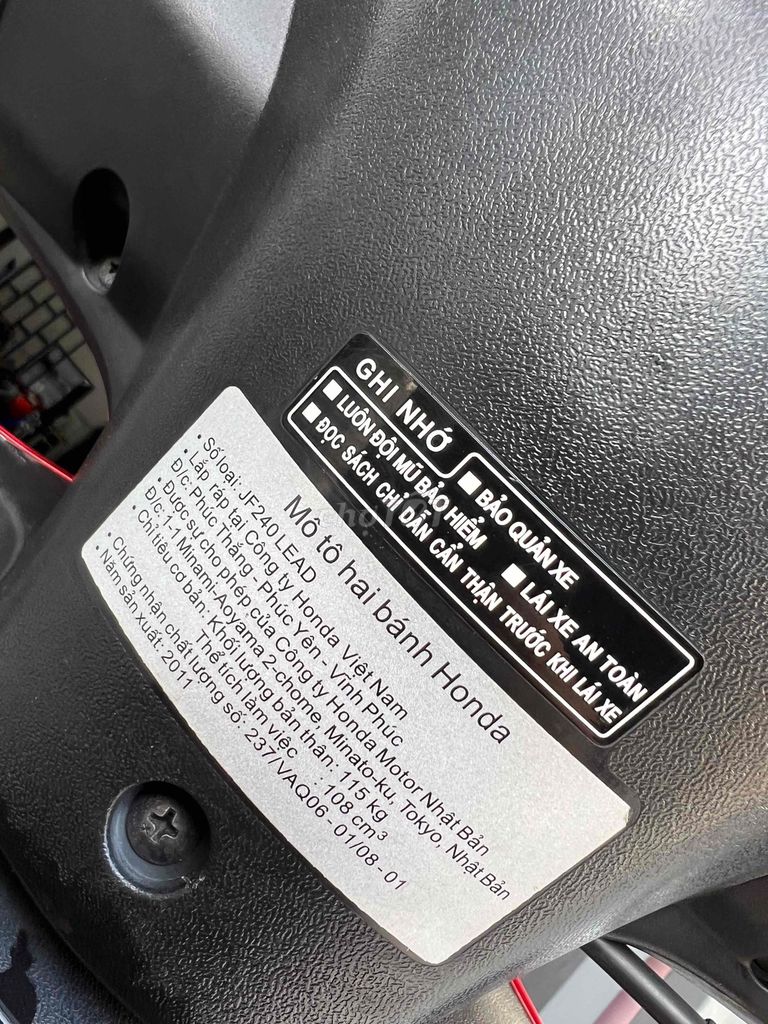 GHI NHỚ
■ BẢO QUẢN XE
■ LUÔN ĐỘI MŨ BẢO HIỂM ■ LÁI XE AN TOÀN
■ ĐỌC SÁCH CHỈ DẪN CẨN THẬN TRƯỚC KHI LÁI XE
Mô tô hai bánh Honda
• Số loại: JF240 LEAD
• Lắp ráp tại Công ty Honda Việt Nam
Đ/c: Phúc Thắng - Phúc Yên - Vĩnh Phúc
• Được sự cho phép của Công ty Honda Motor Nhật Bản
Đ/c: 1-1 Minami-Aoyama 2-chome, Minato-ku, Tokyo, Nhật Bản
• Chỉ tiêu cơ bản: Khối lượng bản thân: 115 kg
Thể tích làm việc : 108 cm³
• Chứng nhận chất lượng số: 237/VAQ06 - 01/08 - 01
• Năm sản xuất: 2011
chợTỐT